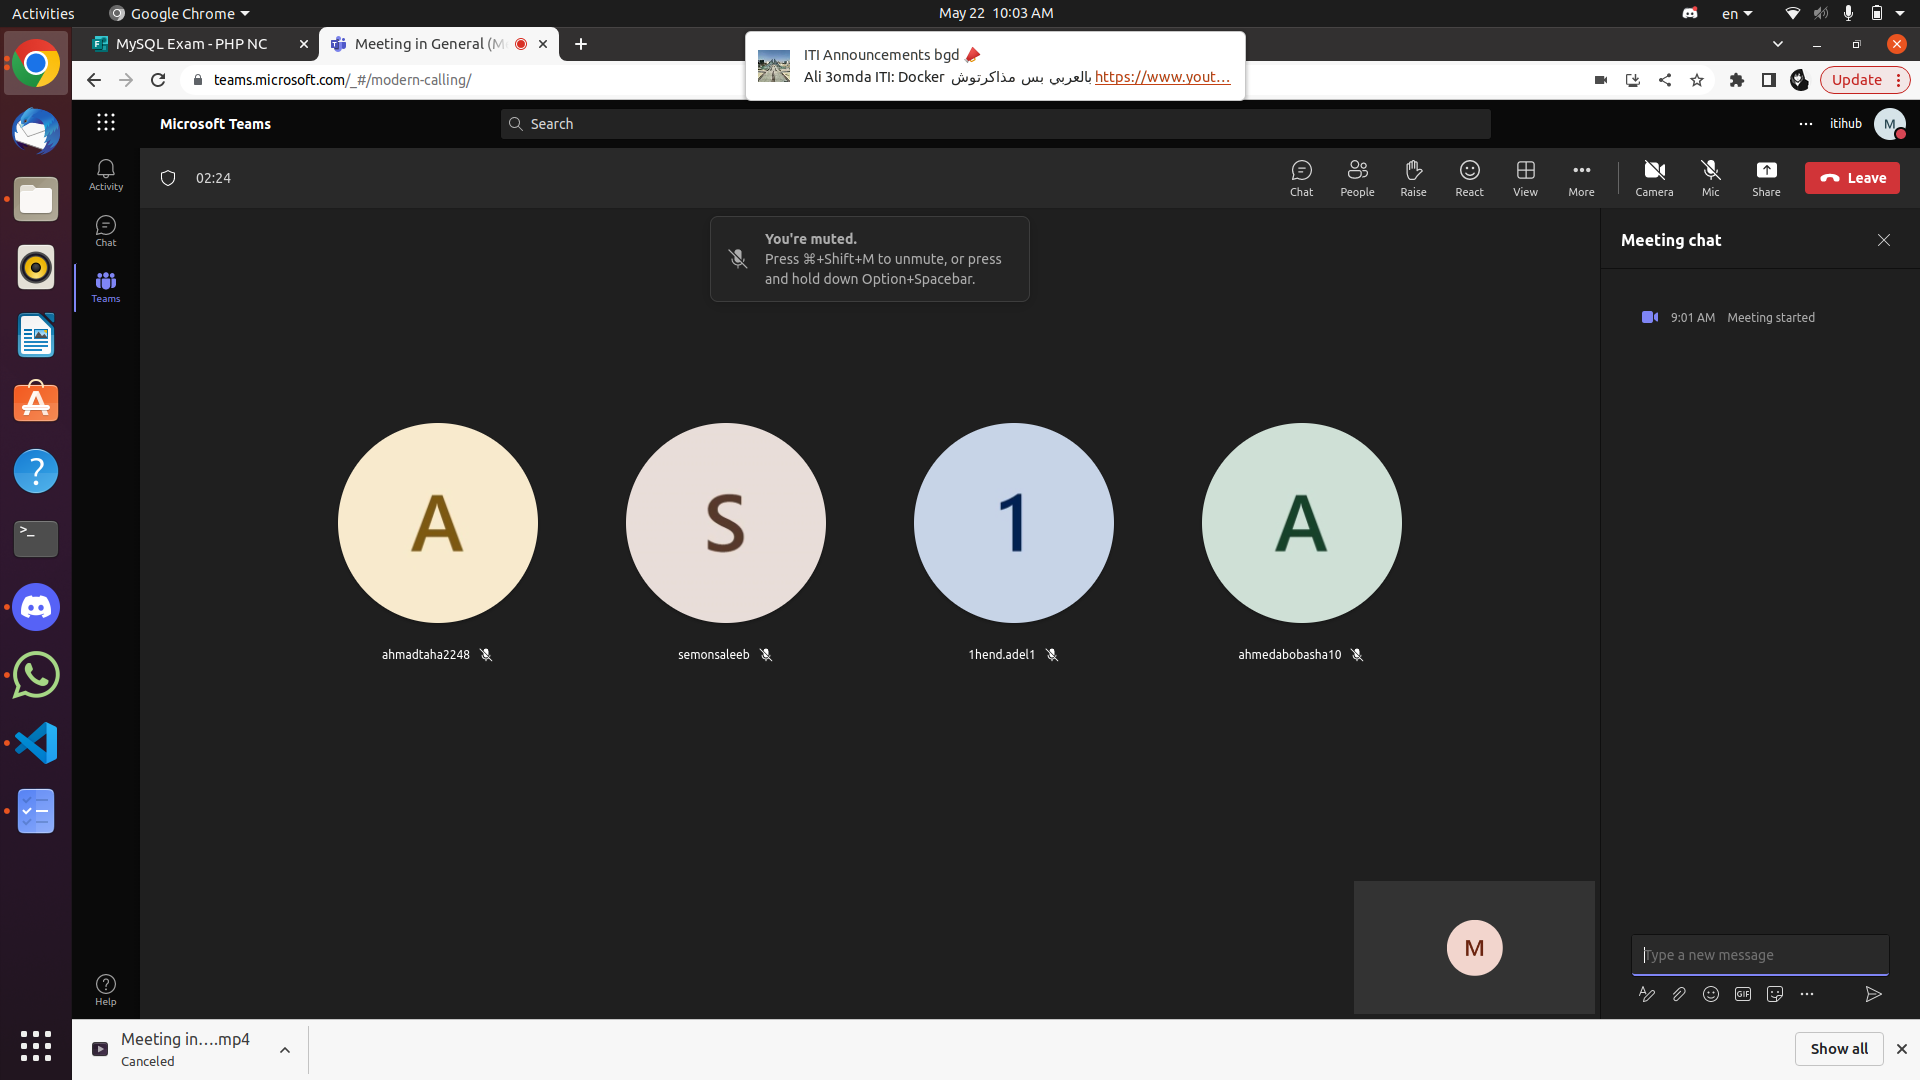 Activities
Google Chrome
May 22 10:03 AM
en
MySQL Exam - PHP NC
Meeting in General (M
ITI Announcements bgd
Ali 3omda ITI: Docker بالعربي بس مذاكرتوش https://www.yout...
teams.microsoft.com/_#/modern-calling/
Update
Microsoft Teams
Search
itihub
M
Activity
Chat
Teams
Help
02:24
Chat
People
Raise
React
View
More
Camera
Mic
Share
Leave
You're muted.
Press ⌘+Shift+M to unmute, or press
and hold down Option+Spacebar.
Meeting chat
9:01 AM Meeting started
A
S
1
A
ahmadtaha2248
semonsaleeb
1hend.adel1
ahmedabobasha10
M
Type a new message
GIF
Meeting in....mp4
Canceled
Show all